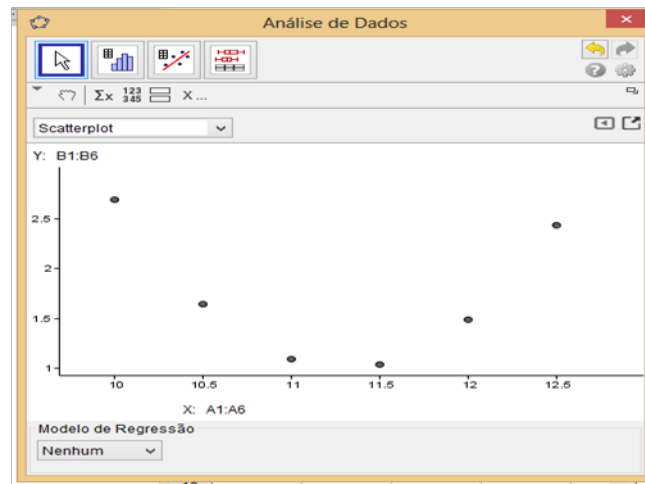 Análise de Dados
Σx 123 345 X ...
Scatterplot
Y: B1:B6
2.5
2
1.5
1
10 10.5 11 11.5 12 12.5
X: A1:A6
Modelo de Regressão
Nenhum